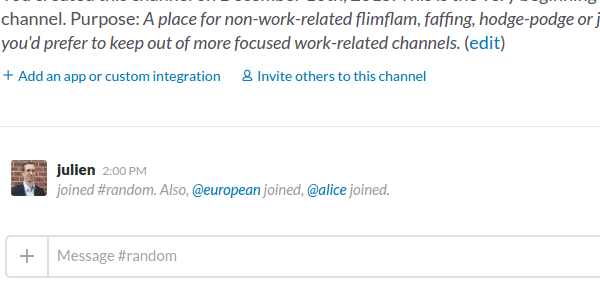 channel. Purpose: A place for non-work-related flimflam, faffing, hodge-podge or
you'd prefer to keep out of more focused work-related channels. (edit)
+ Add an app or custom integration Invite others to this channel
julien 2:00 PM
joined #random. Also, @european joined, @alice joined.
+ Message #random